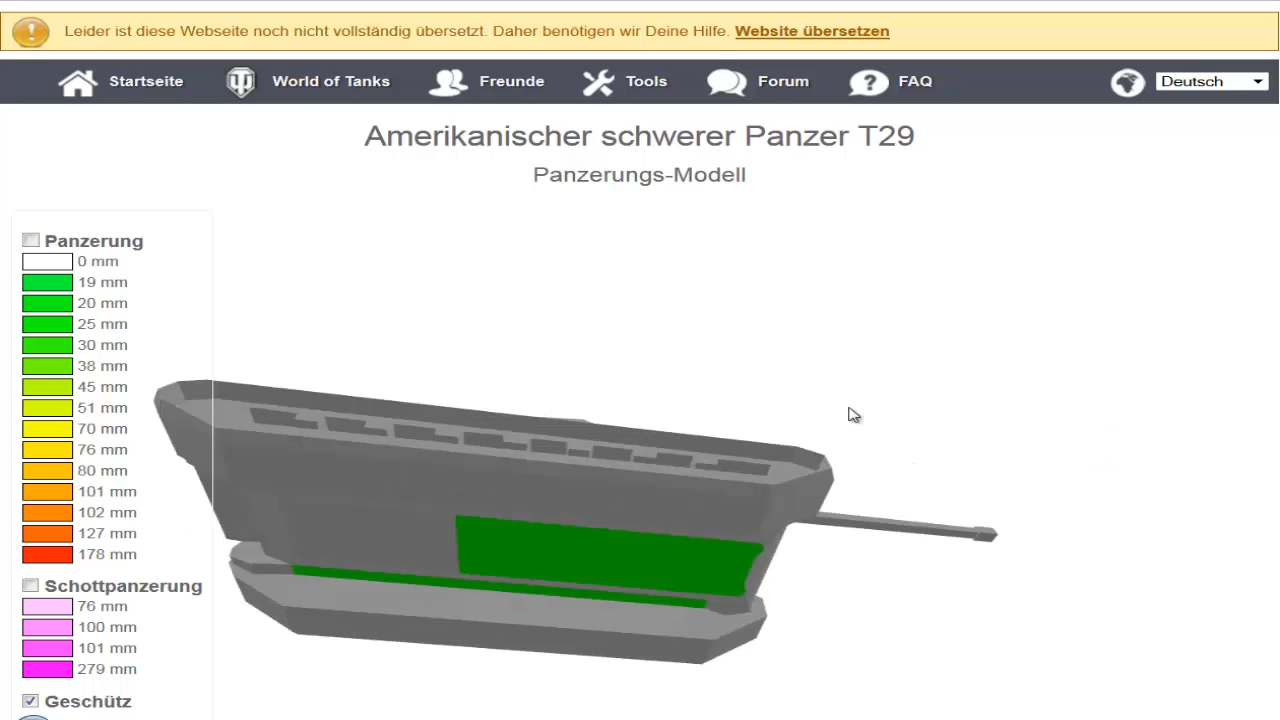 Leider ist diese Webseite noch nicht vollständig übersetzt. Daher benötigen wir Deine Hilfe. Website übersetzen
Startseite World of Tanks Freunde Tools Forum FAQ Deutsch
Amerikanischer schwerer Panzer T29
Panzerungs-Modell
Panzerung
0 mm
19 mm
20 mm
25 mm
30 mm
38 mm
45 mm
51 mm
70 mm
76 mm
80 mm
101 mm
102 mm
127 mm
178 mm
Schottpanzerung
76 mm
100 mm
101 mm
279 mm
Geschütz